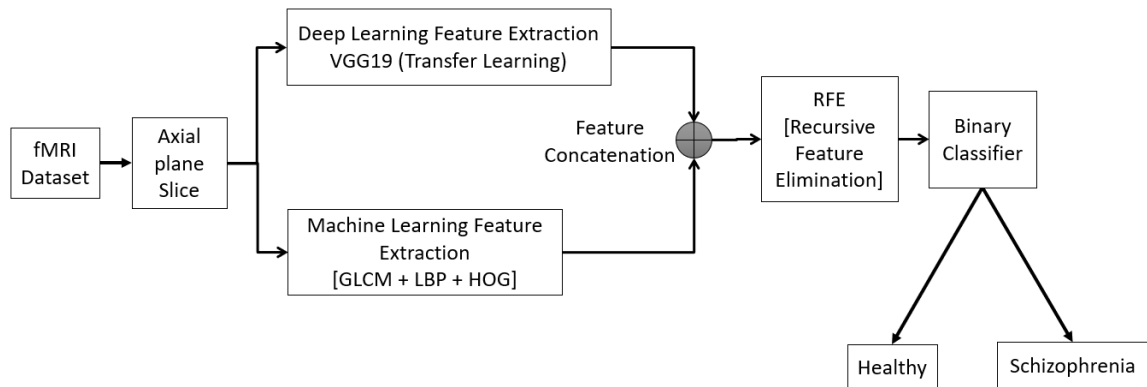 fMRI
Dataset
Axial
plane
Slice
Deep Learning Feature Extraction
VGG19 (Transfer Learning)
Machine Learning Feature
Extraction
[GLCM + LBP + HOG]
Feature
Concatenation
RFE
[Recursive
Feature
Elimination]
Binary
Classifier
Healthy
Schizophrenia